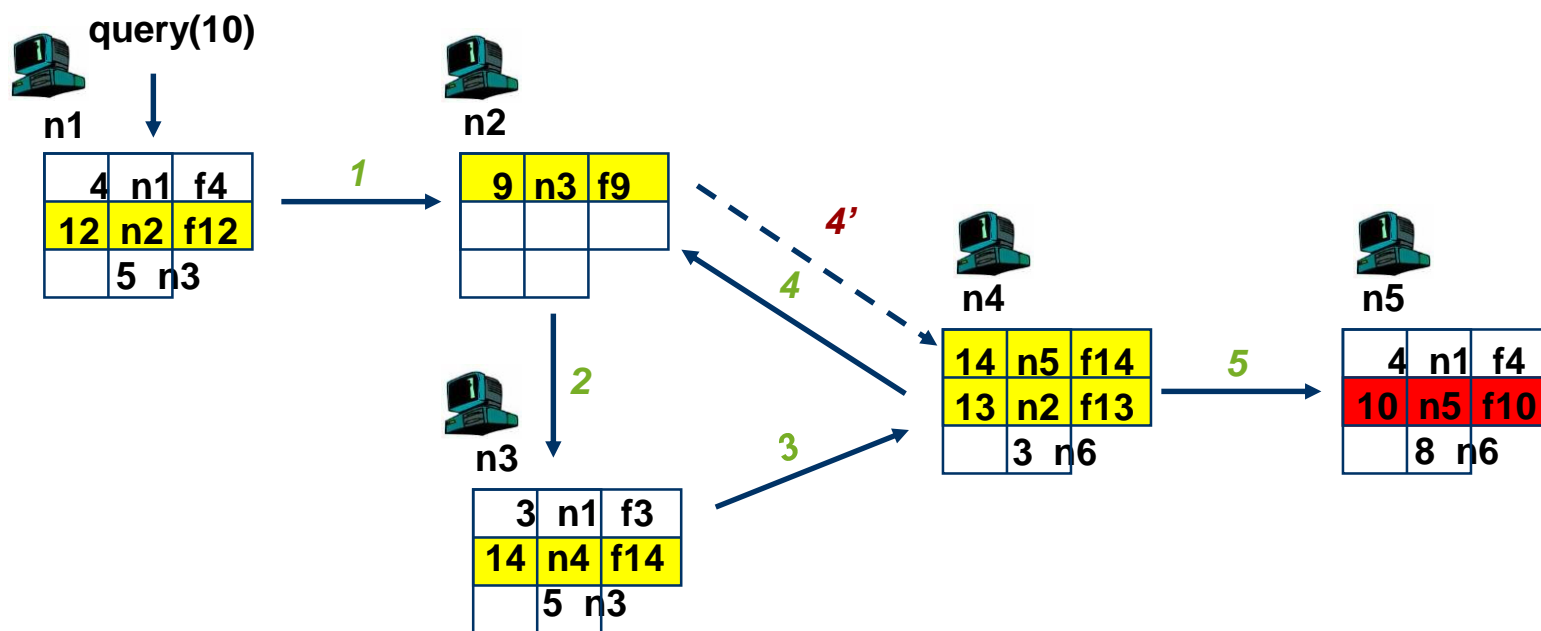 query(10)
n1
n2
4 n1 f4
12 n2 f12
5 n3
1
9 n3 f9
4’
4
2
n3
3 n1 f3
14 n4 f14
5 n3
3
n4
14 n5 f14
13 n2 f13
3 n6
5
n5
4 n1 f4
10 n5 f10
8 n6